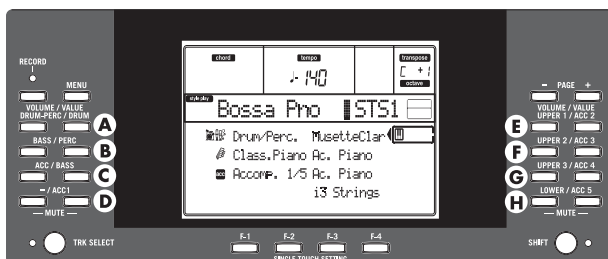 RECORD
MENU
VOLUME / VALUE
DRUM-PERC / DRUM
A
BASS / PERC
B
ACC / BASS
C
– / ACC1
D
— MUTE —
TRK SELECT
chord
tempo
♩- 140
transpose
C +1
octave
style play
Bossa Pno
STS1
Drum/Perc. MusetteClar
Class.Piano Ac. Piano
ACC Accomp. 1/5 Ac. Piano
i3 Strings
F-1 F-2 F-3 F-4
SINGLE TOUCH SETTING
– PAGE +
VOLUME / VALUE
UPPER 1 / ACC 2
E
UPPER 2 / ACC 3
F
UPPER 3 / ACC 4
G
LOWER / ACC 5
H
— MUTE —
SHIFT